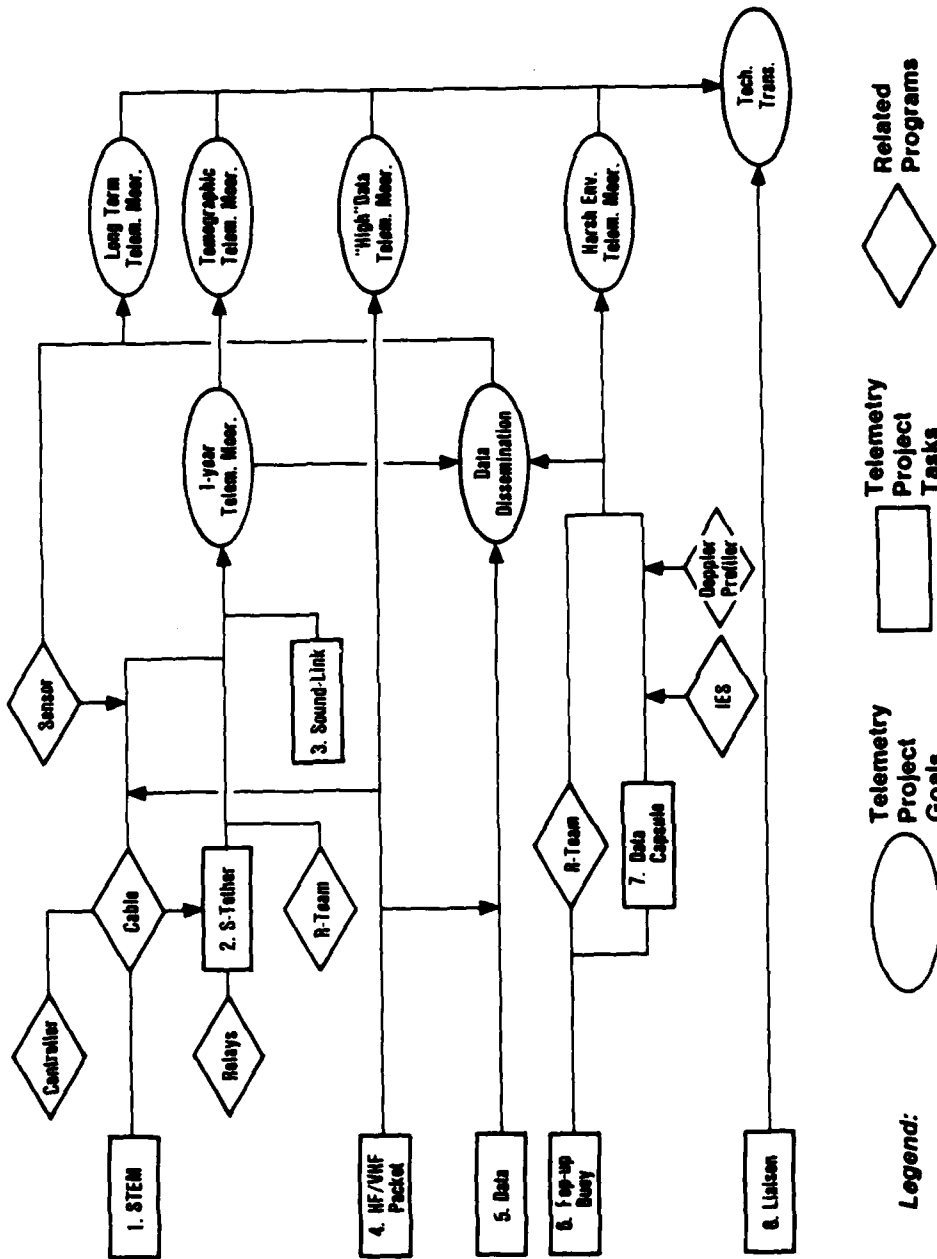 Controller
Sensor
1. STEM
Cable
Long Term
Telem. Moor.
Relays
2. S-Tether
R-Team
3. Sound-Link
1-year
Telem. Moor.
Tomographic
Telem. Moor.
4. HF/VHF
Packet
"High" Data
Telem. Moor.
5. Data
Data
Dissemination
6. Pop-up
Buoy
R-Team
7. Data
Capsule
IES
Doppler
Profiler
Harsh Env.
Telem. Moor.
8. Liaison
Tech.
Trans.
Legend:
Telemetry
Project
Goals
Telemetry
Project
Tasks
Related
Programs